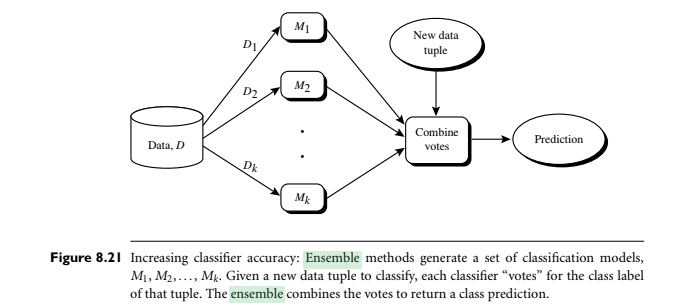 M1
New data
tuple
D1
M2
D2
Data, D
Combine
votes
Prediction
.
.
Dk
Mk
Figure 8.21 Increasing classifier accuracy: Ensemble methods generate a set of classification models,
M1, M2,..., Mk. Given a new data tuple to classify, each classifier “votes” for the class label
of that tuple. The ensemble combines the votes to return a class prediction.